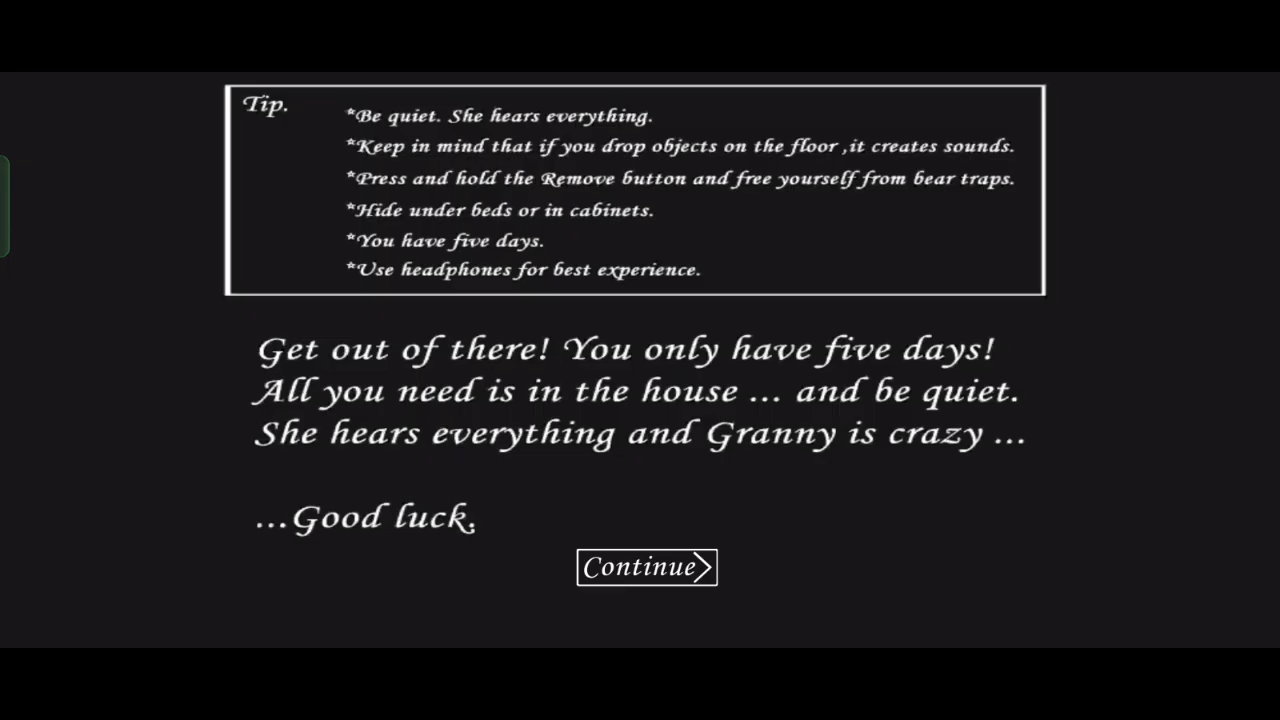 Tip.
*Be quiet. She hears everything.
*Keep in mind that if you drop objects on the floor ,it creates sounds.
*Press and hold the Remove button and free yourself from bear traps.
*Hide under beds or in cabinets.
*You have five days.
*Use headphones for best experience.
Get out of there! You only have five days!
All you need is in the house ... and be quiet.
She hears everything and Granny is crazy ...
...Good luck.
Continue